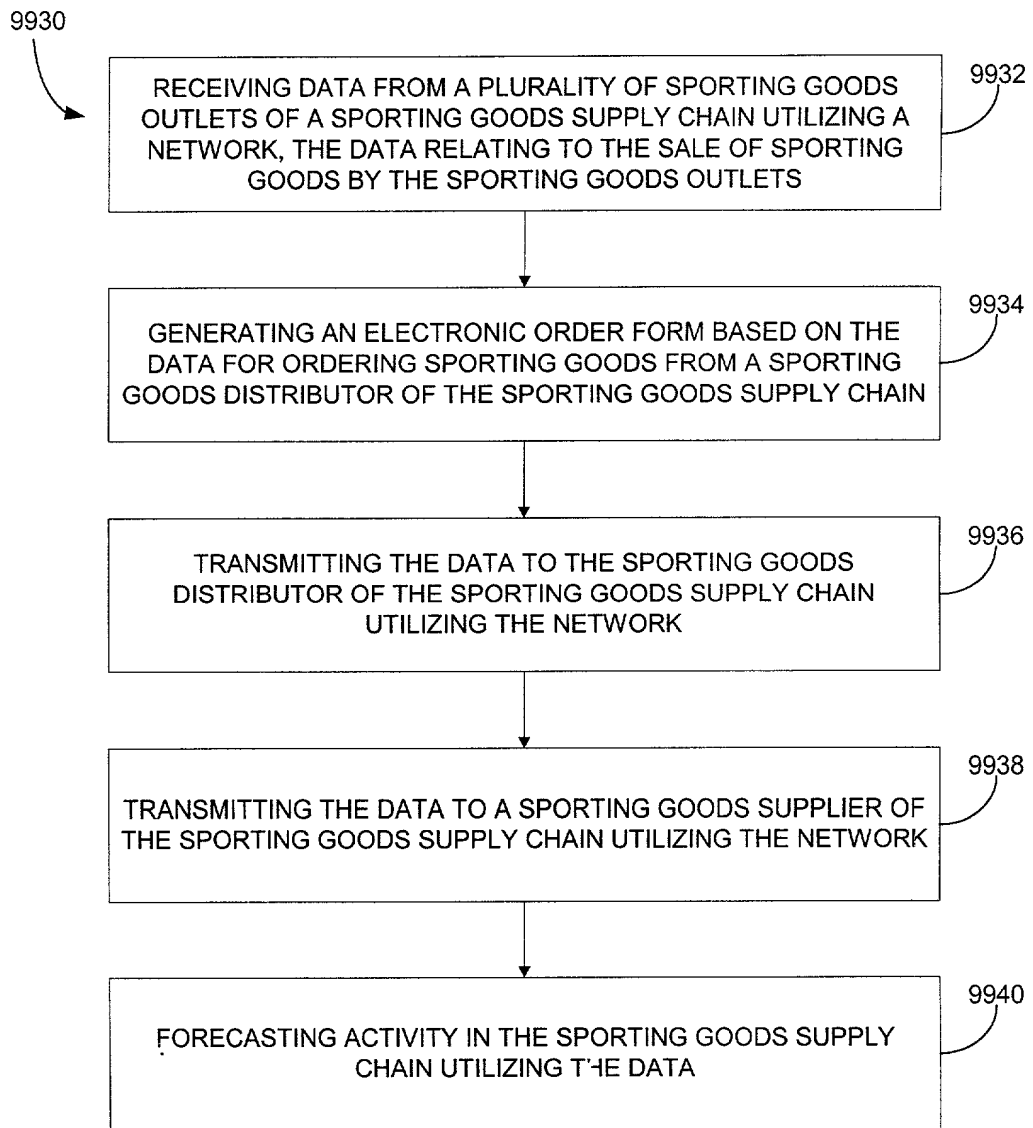 9930
9932
RECEIVING DATA FROM A PLURALITY OF SPORTING GOODS
OUTLETS OF A SPORTING GOODS SUPPLY CHAIN UTILIZING A
NETWORK, THE DATA RELATING TO THE SALE OF SPORTING
GOODS BY THE SPORTING GOODS OUTLETS
9934
GENERATING AN ELECTRONIC ORDER FORM BASED ON THE
DATA FOR ORDERING SPORTING GOODS FROM A SPORTING
GOODS DISTRIBUTOR OF THE SPORTING GOODS SUPPLY CHAIN
9936
TRANSMITTING THE DATA TO THE SPORTING GOODS
DISTRIBUTOR OF THE SPORTING GOODS SUPPLY CHAIN
UTILIZING THE NETWORK
9938
TRANSMITTING THE DATA TO A SPORTING GOODS SUPPLIER OF
THE SPORTING GOODS SUPPLY CHAIN UTILIZING THE NETWORK
9940
FORECASTING ACTIVITY IN THE SPORTING GOODS SUPPLY
CHAIN UTILIZING THE DATA